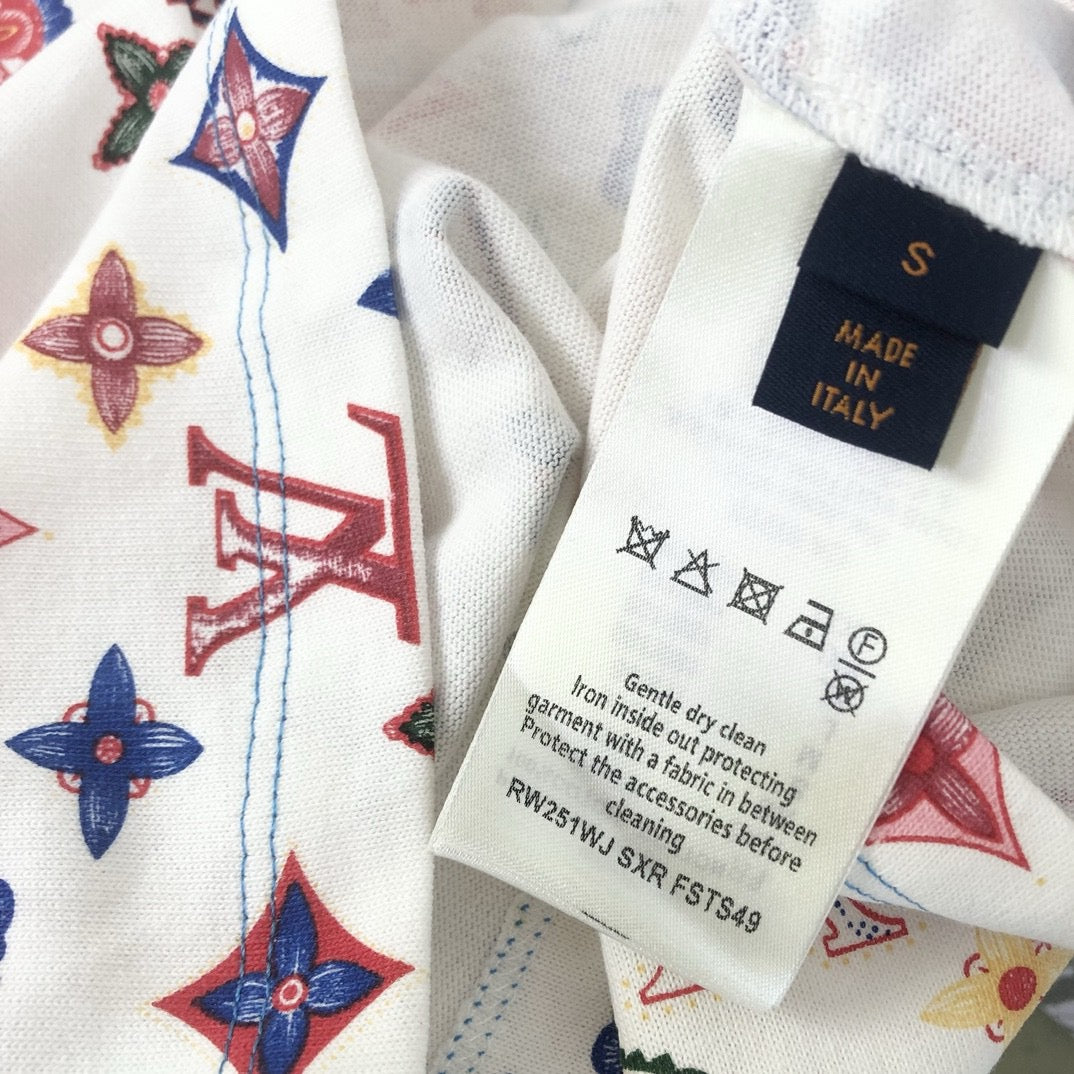 S
MADE
IN
ITALY
F
W
Gentle dry clean
Iron inside out protecting
garment with a fabric in between
Protect the accessories before
cleaning
RW251WJ SXR FSTS49
LV